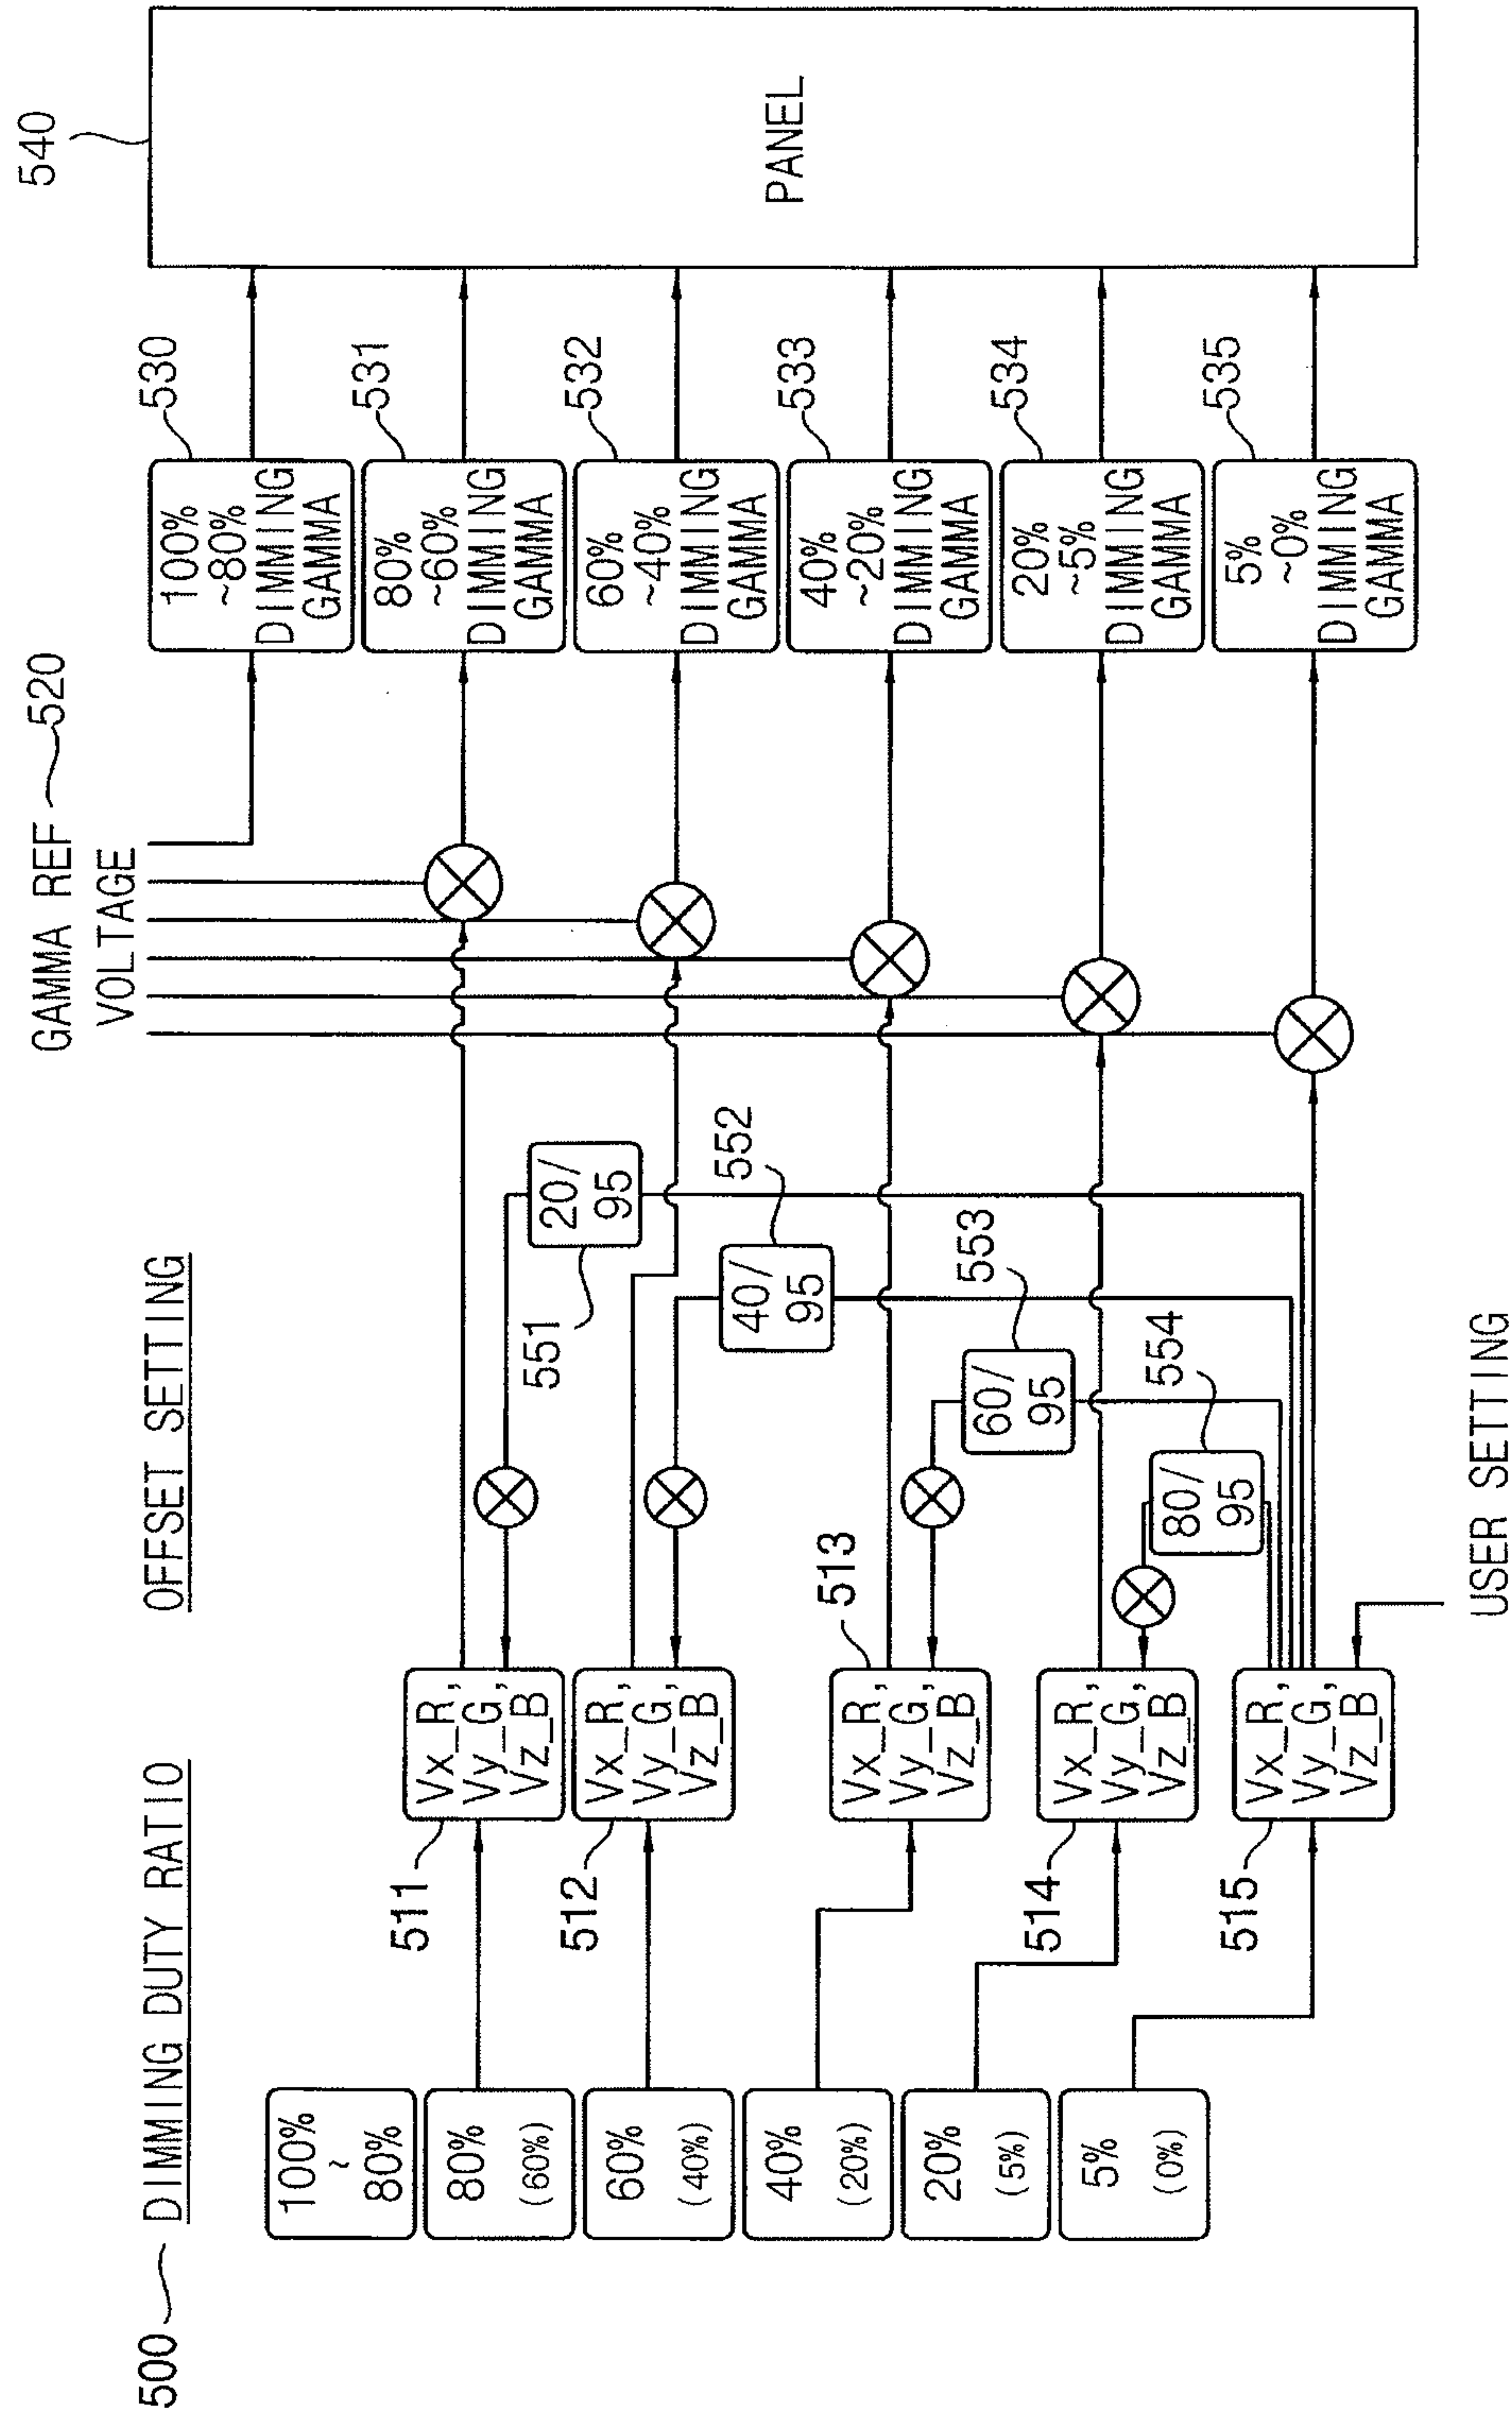 500
DIMMING DUTY RATIO
OFFSET SETTING
GAMMA REF
VOLTAGE
520
540
100%
~
80%
80%
(60%)
60%
(40%)
40%
(20%)
20%
(5%)
5%
(0%)
511
Vx_R,
Vy_G,
Vz_B
512
Vx_R,
Vy_G,
Vz_B
513
Vx_R,
Vy_G,
Vz_B
514
Vx_R,
Vy_G,
Vz_B
515
Vx_R,
Vy_G,
Vz_B
20/
95
551
40/
95
552
60/
95
553
80/
95
554
USER SETTING
530
100%
~80%
DIMMING
GAMMA
531
80%
~60%
DIMMING
GAMMA
532
60%
~40%
DIMMING
GAMMA
533
40%
~20%
DIMMING
GAMMA
534
20%
~5%
DIMMING
GAMMA
535
5%
~0%
DIMMING
GAMMA
PANEL